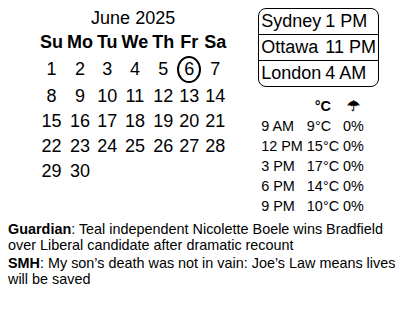 June 2025
Su Mo Tu We Th Fr Sa
1 2 3 4 5 6 7
8 9 10 11 12 13 14
15 16 17 18 19 20 21
22 23 24 25 26 27 28
29 30
Sydney 1 PM
Ottawa 11 PM
London 4 AM
°C ☂
9 AM 9°C 0%
12 PM 15°C 0%
3 PM 17°C 0%
6 PM 14°C 0%
9 PM 10°C 0%
Guardian: Teal independent Nicolette Boele wins Bradfield
over Liberal candidate after dramatic recount
SMH: My son's death was not in vain: Joe's Law means lives
will be saved